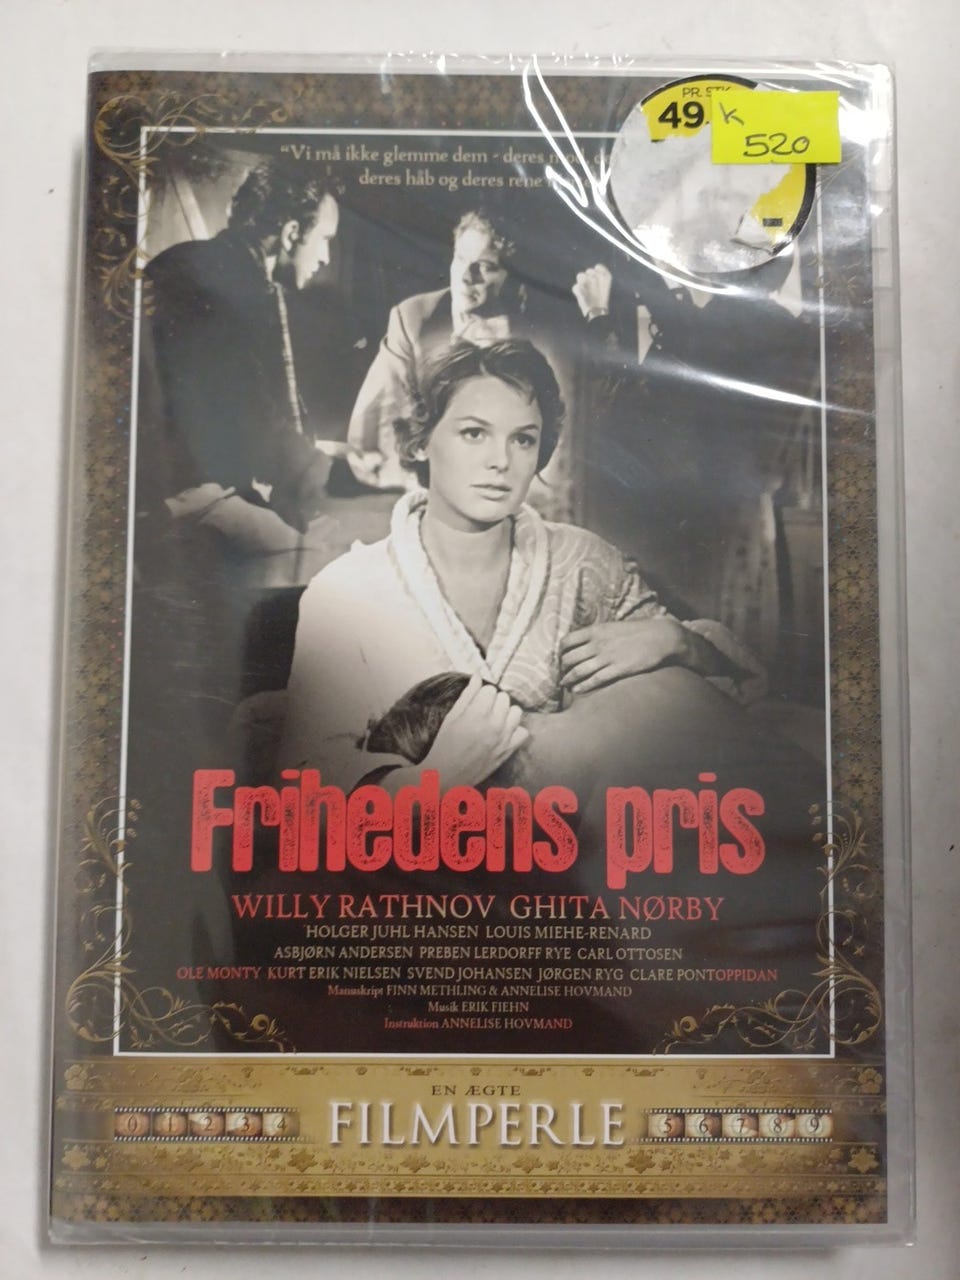 PR. STK
49.
K
520
"Vi må ikke glemme dem - deres mod,
deres håb og deres rene
Frihedens pris
WILLY RATHNOV GHITA NØRBY
HOLGER JUHL HANSEN LOUIS MIEHE-RENARD
ASBJØRN ANDERSEN PREBEN LERDORFF RYE CARL OTTOSEN
OLE MONTY KURT ERIK NIELSEN SVEND JOHANSEN JØRGEN RYG CLARE PONTOPPIDAN
Manuskript FINN METHLING & ANNELISE HOVMAND
Musik ERIK FIEHN
Instruktion ANNELISE HOVMAND
EN ÆGTE
FILMPERLE
0 1 2 3 4 5 6 7 8 9